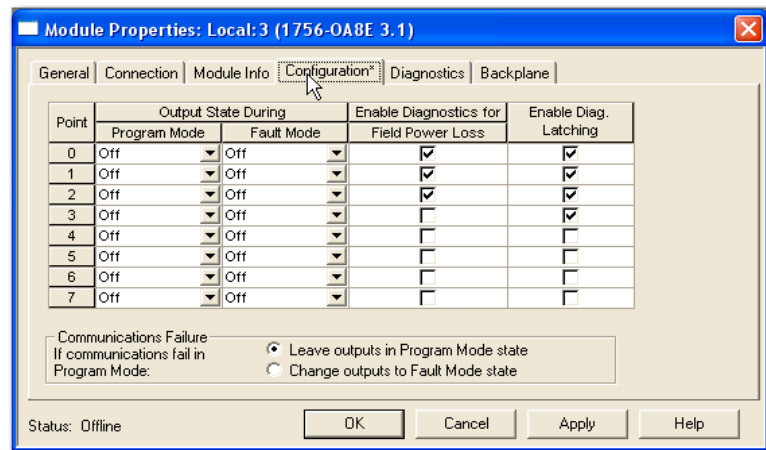 Module Properties: Local:3 (1756-OA8E 3.1)
General Connection Module Info Configuration* Diagnostics Backplane
Point Output State During Enable Diagnostics for Enable Diag. Latching
Program Mode Fault Mode Field Power Loss
0 Off Off
1 Off Off
2 Off Off
3 Off Off
4 Off Off
5 Off Off
6 Off Off
7 Off Off
Communications Failure
If communications fail in Program Mode:
Leave outputs in Program Mode state
Change outputs to Fault Mode state
Status: Offline
OK Cancel Apply Help